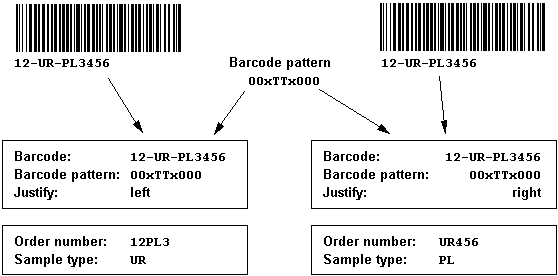 12-UR-PL3456
12-UR-PL3456
Barcode pattern
00xTTx000
Barcode: 12-UR-PL3456
Barcode pattern: 00xTTx000
Justify: left
Barcode: 12-UR-PL3456
Barcode pattern: 00xTTx000
Justify: right
Order number: 12PL3
Sample type: UR
Order number: UR456
Sample type: PL